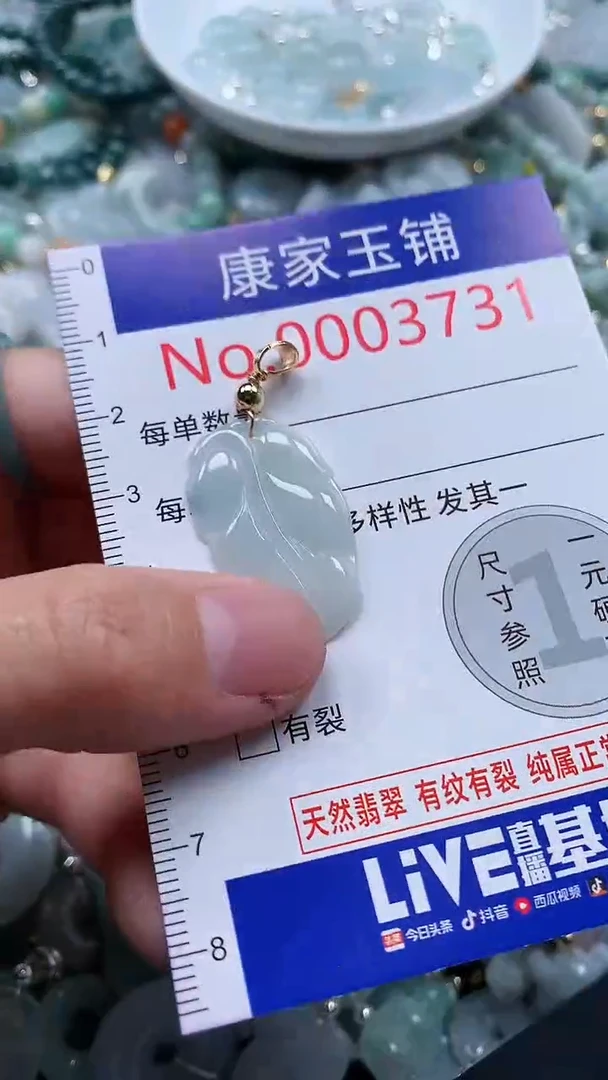 0
康家玉铺
1
No.0003731
2
每单数
3
每
多样性 发其一
尺寸参照
1
一元硬
6
有裂
天然翡翠 有纹有裂 纯属正常
7
LiVE直播基
今日头条 抖音 西瓜视频
8